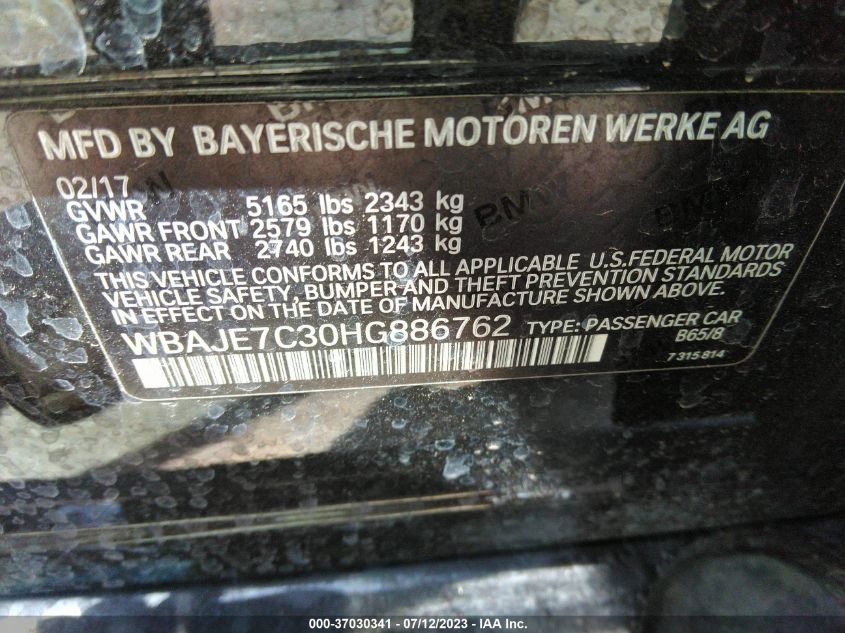 MFD BY BAYERISCHE MOTOREN WERKE AG
02/17
GVWR 5165 lbs 2343 kg
GAWR FRONT 2579 lbs 1170 kg
GAWR REAR 2740 lbs 1243 kg
THIS VEHICLE CONFORMS TO ALL APPLICABLE U.S.FEDERAL MOTOR
VEHICLE SAFETY, BUMPER AND THEFT PREVENTION STANDARDS
IN EFFECT ON THE DATE OF MANUFACTURE SHOWN ABOVE.
WBAJE7C30HG886762 TYPE: PASSENGER CAR
B65/8
7 315 814
BMW
BMW
BMW
000-37030341 - 07/12/2023 - IAA Inc.